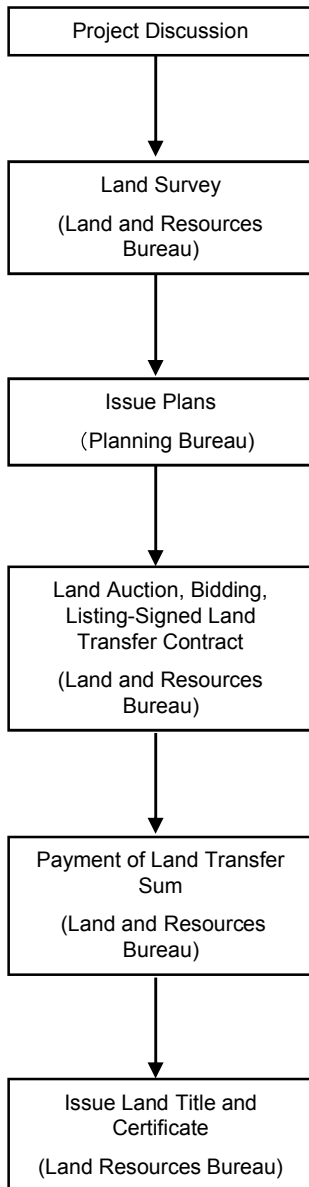 Project Discussion
Land Survey
(Land and Resources
Bureau)
Issue Plans
（Planning Bureau)
Land Auction, Bidding,
Listing-Signed Land
Transfer Contract
(Land and Resources
Bureau)
Payment of Land Transfer
Sum
(Land and Resources
Bureau)
Issue Land Title and
Certificate
(Land Resources Bureau)